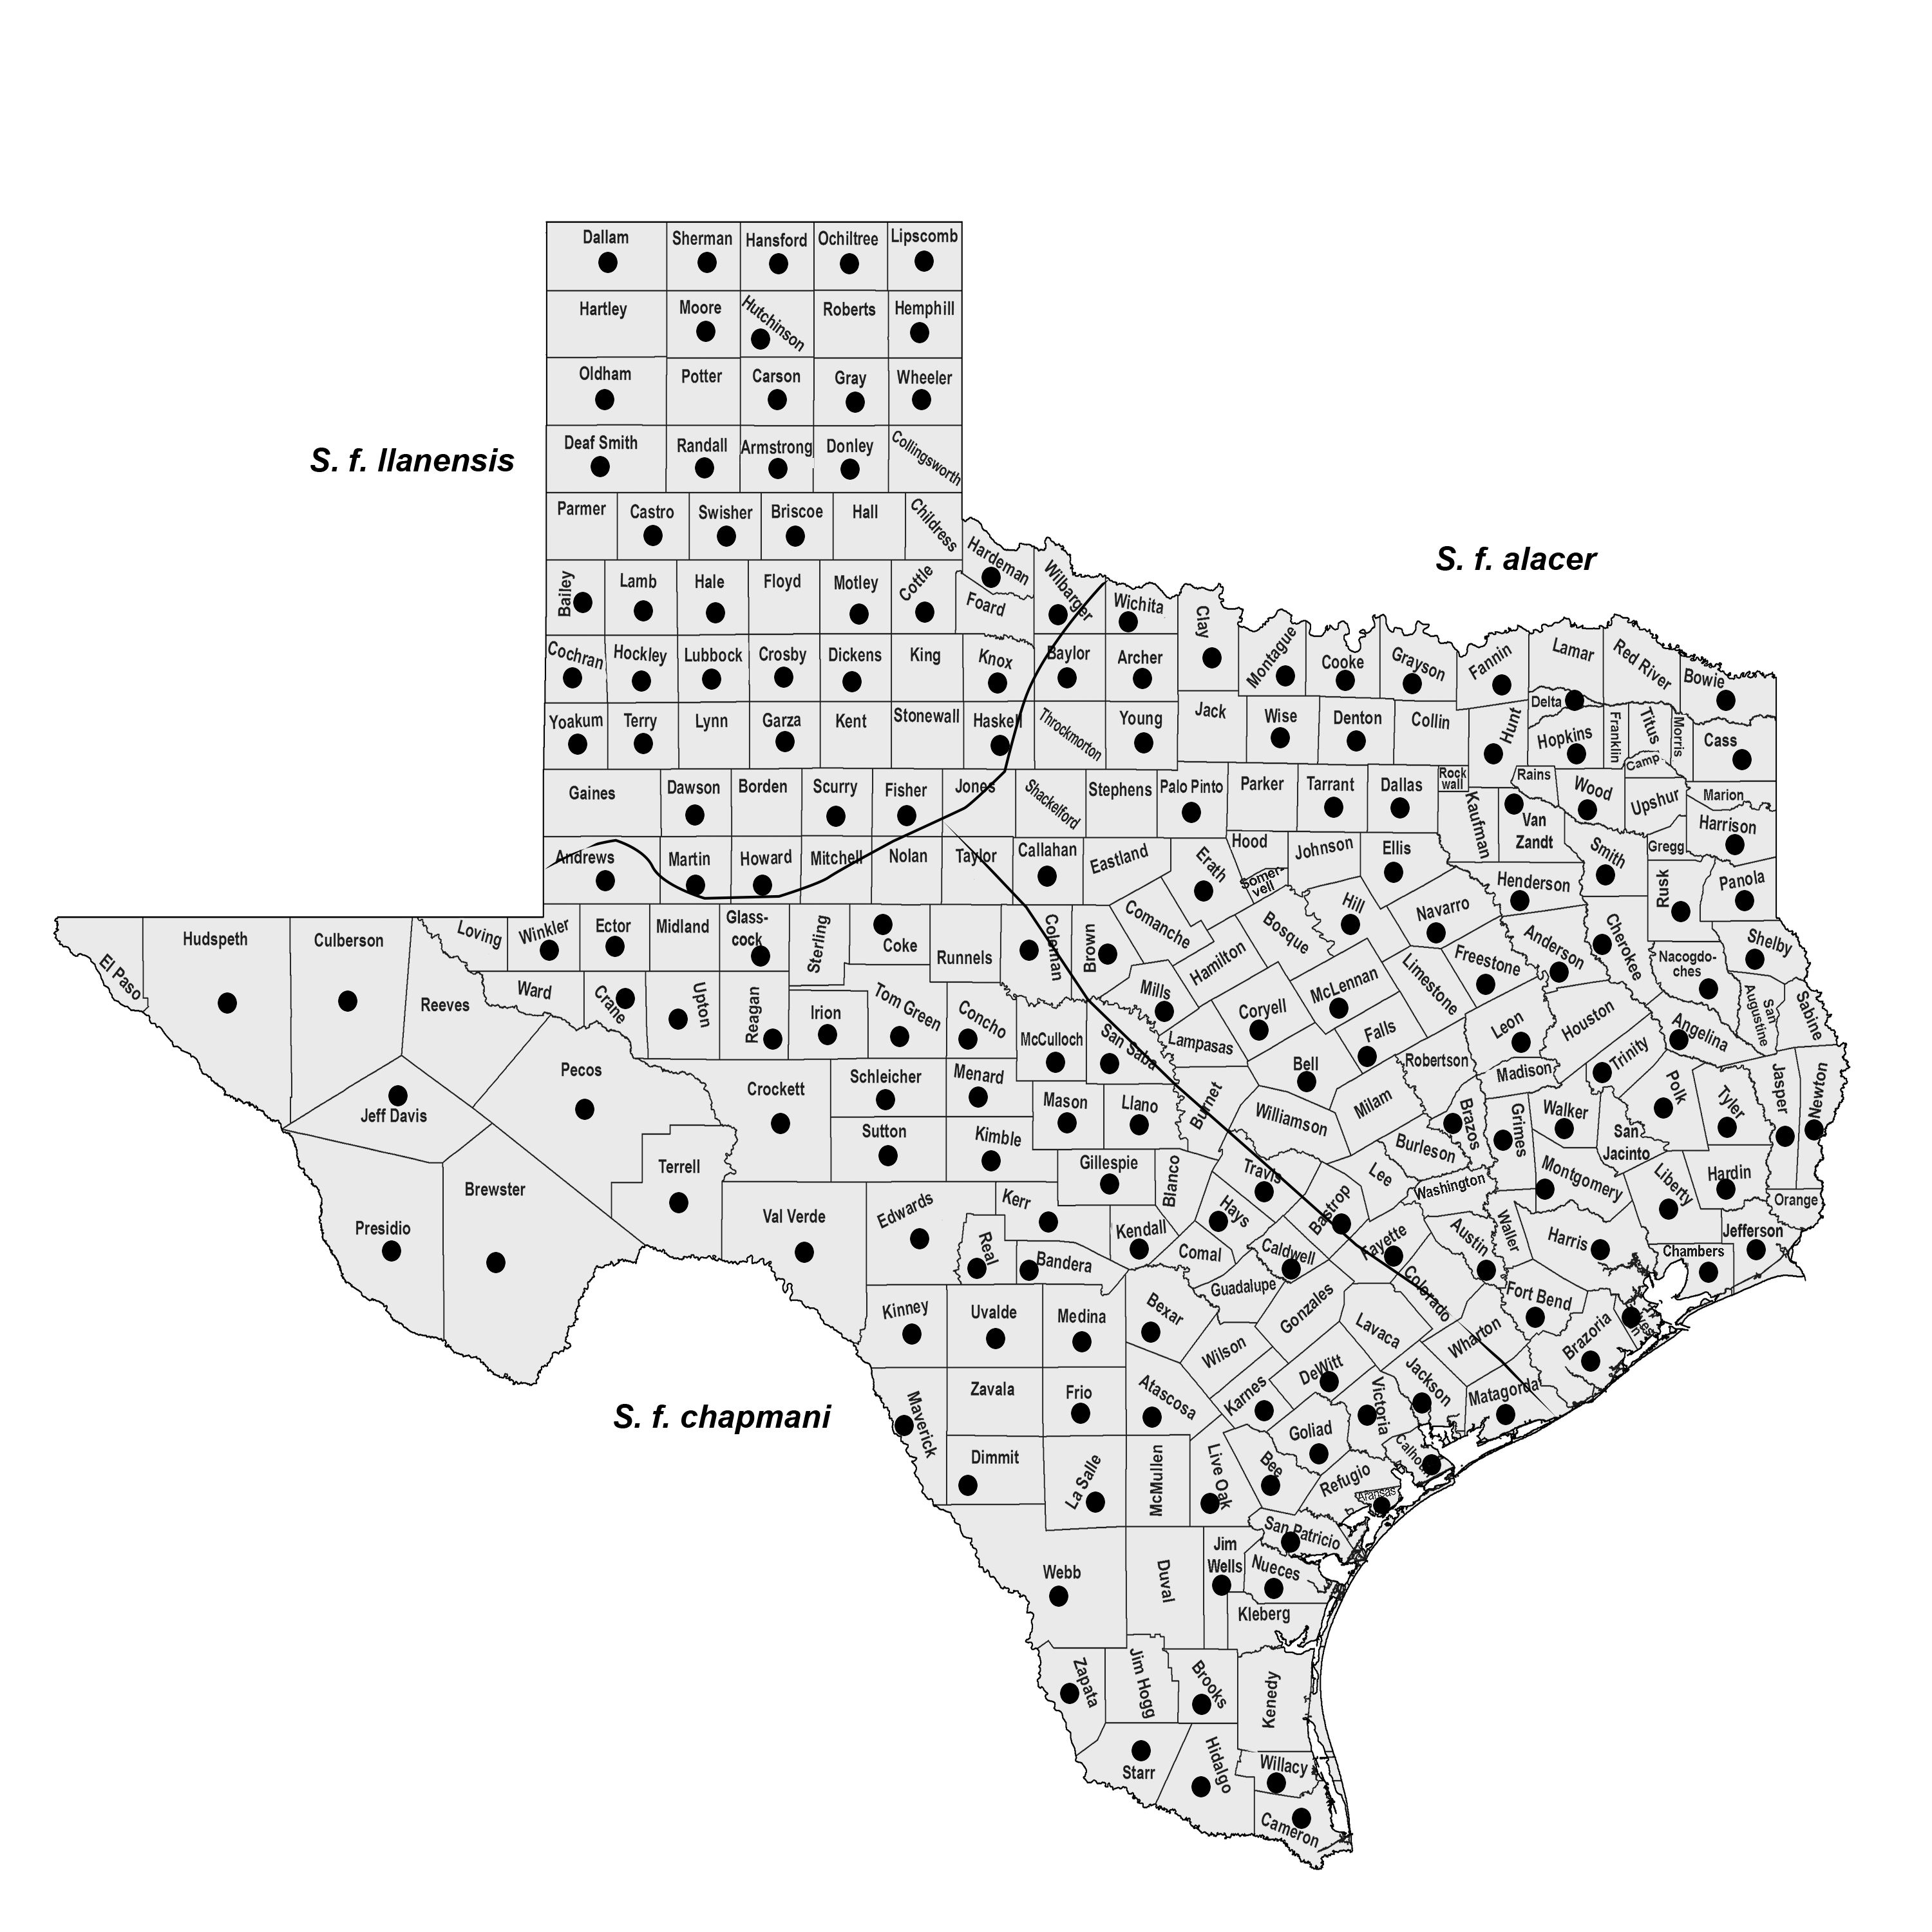 Dallam Sherman Hansford Ochiltree Lipscomb
Hartley Moore Hutchinson Roberts Hemphill
Oldham Potter Carson Gray Wheeler
S. f. llanensis
Deaf Smith Randall Armstrong Donley Collingsworth
Parmer Castro Swisher Briscoe Hall Childress
Hardeman
S. f. alacer
Bailey Lamb Hale Floyd Motley Cottle Foard Wilbarger Wichita Clay Montague Cooke Grayson Fannin Lamar Red River Bowie
Cochran Hockley Lubbock Crosby Dickens King Knox Baylor Archer
Yoakum Terry Lynn Garza Kent Stonewall Haskell Throckmorton Young Jack Wise Denton Collin Hunt Delta Hopkins Franklin Titus Morris Cass
Camp
Gaines Dawson Borden Scurry Fisher Jones Shackelford Stephens Palo Pinto Parker Tarrant Dallas
Rock
wall
Kaufman Rains
Van
Zandt
Wood Upshur Marion
Harrison
Andrews Martin Howard Mitchell Nolan Taylor Callahan Eastland Erath Hood
Somer-
vell
Johnson Ellis Henderson Smith Gregg Rusk Panola
Hudspeth Culberson Loving Winkler Ector Midland
Glass-
cock
Sterling Coke Runnels Coleman Brown Comanche Hamilton Bosque Hill Navarro Anderson Cherokee
Nacogdo-
ches
Shelby
El Paso Reeves Ward Crane Upton Reagan Irion Tom Green Concho McCulloch San Saba Mills Lampasas Coryell McLennan Limestone Freestone Leon Houston Trinity Angelina
San
Augustine
Sabine
Jeff Davis Pecos Crockett Schleicher Menard Mason Llano Burnet Bell Falls Robertson Madison Polk Tyler Jasper Newton
Sutton Kimble Williamson Milam Brazos Grimes Walker
San
Jacinto
Terrell Gillespie Blanco Travis Lee Burleson Washington Montgomery Liberty Hardin Orange
Presidio Brewster Val Verde Edwards Kerr Real Bandera Kendall Comal Hays Caldwell Bastrop Fayette Austin Waller Harris Chambers Jefferson
Kinney Uvalde Medina Bexar Guadalupe Wilson Gonzales Lavaca Colorado Wharton Fort Bend Brazoria
S. f. chapmani
Maverick Zavala Frio Atascosa Karnes DeWitt Victoria Jackson Matagorda
Dimmit La Salle McMullen Live Oak Bee Goliad Refugio Calhoun
Aransas
San Patricio
Webb Duval
Jim
Wells
Nueces
Kleberg
Zapata Jim Hogg Brooks Kenedy
Starr Hidalgo Willacy
Cameron